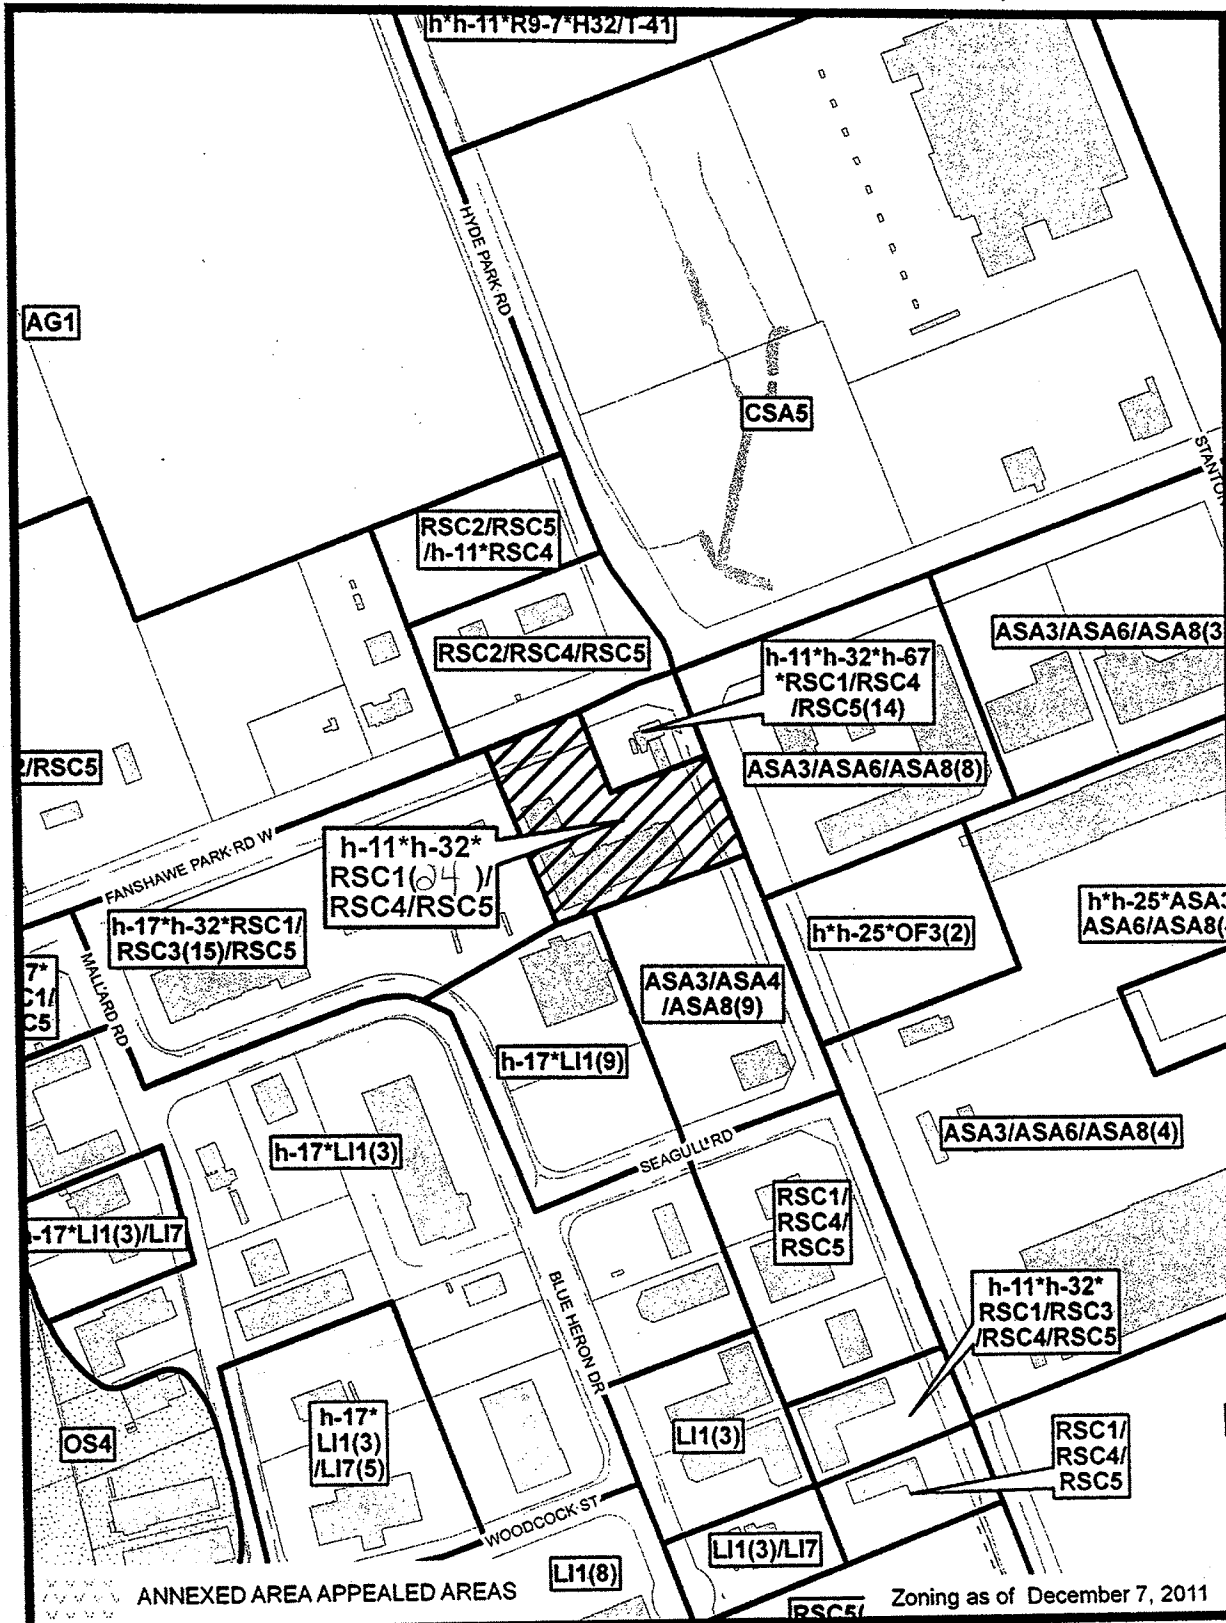 h*h-11*R9-7*H32/T-41
HYDE PARK RD
AG1
CSA5
RSC2/RSC5
/h-11*RSC4
RSC2/RSC4/RSC5
h-11*h-32*h-67
*RSC1/RSC4
/RSC5(14)
ASA3/ASA6/ASA8(3
ASA3/ASA6/ASA8(8)
/RSC5
FANSHAWE PARK RD W
h-11*h-32*
RSC1(24)/
RSC4/RSC5
h-17*h-32*RSC1/
RSC3(15)/RSC5
7*
C1/
C5
MALLARD RD
h*h-25*OF3(2)
h*h-25*ASA3
ASA6/ASA8(
ASA3/ASA4
/ASA8(9)
h-17*LI1(9)
h-17*LI1(3)
SEAGULL RD
ASA3/ASA6/ASA8(4)
-17*LI1(3)/LI7
RSC1/
RSC4/
RSC5
BLUE HERON DR
h-11*h-32*
RSC1/RSC3
/RSC4/RSC5
OS4
h-17*
LI1(3)
/LI7(5)
LI1(3)
RSC1/
RSC4/
RSC5
WOODCOCK ST
LI1(3)/LI7
LI1(8)
RSC5(
ANNEXED AREA APPEALED AREAS
Zoning as of December 7, 2011